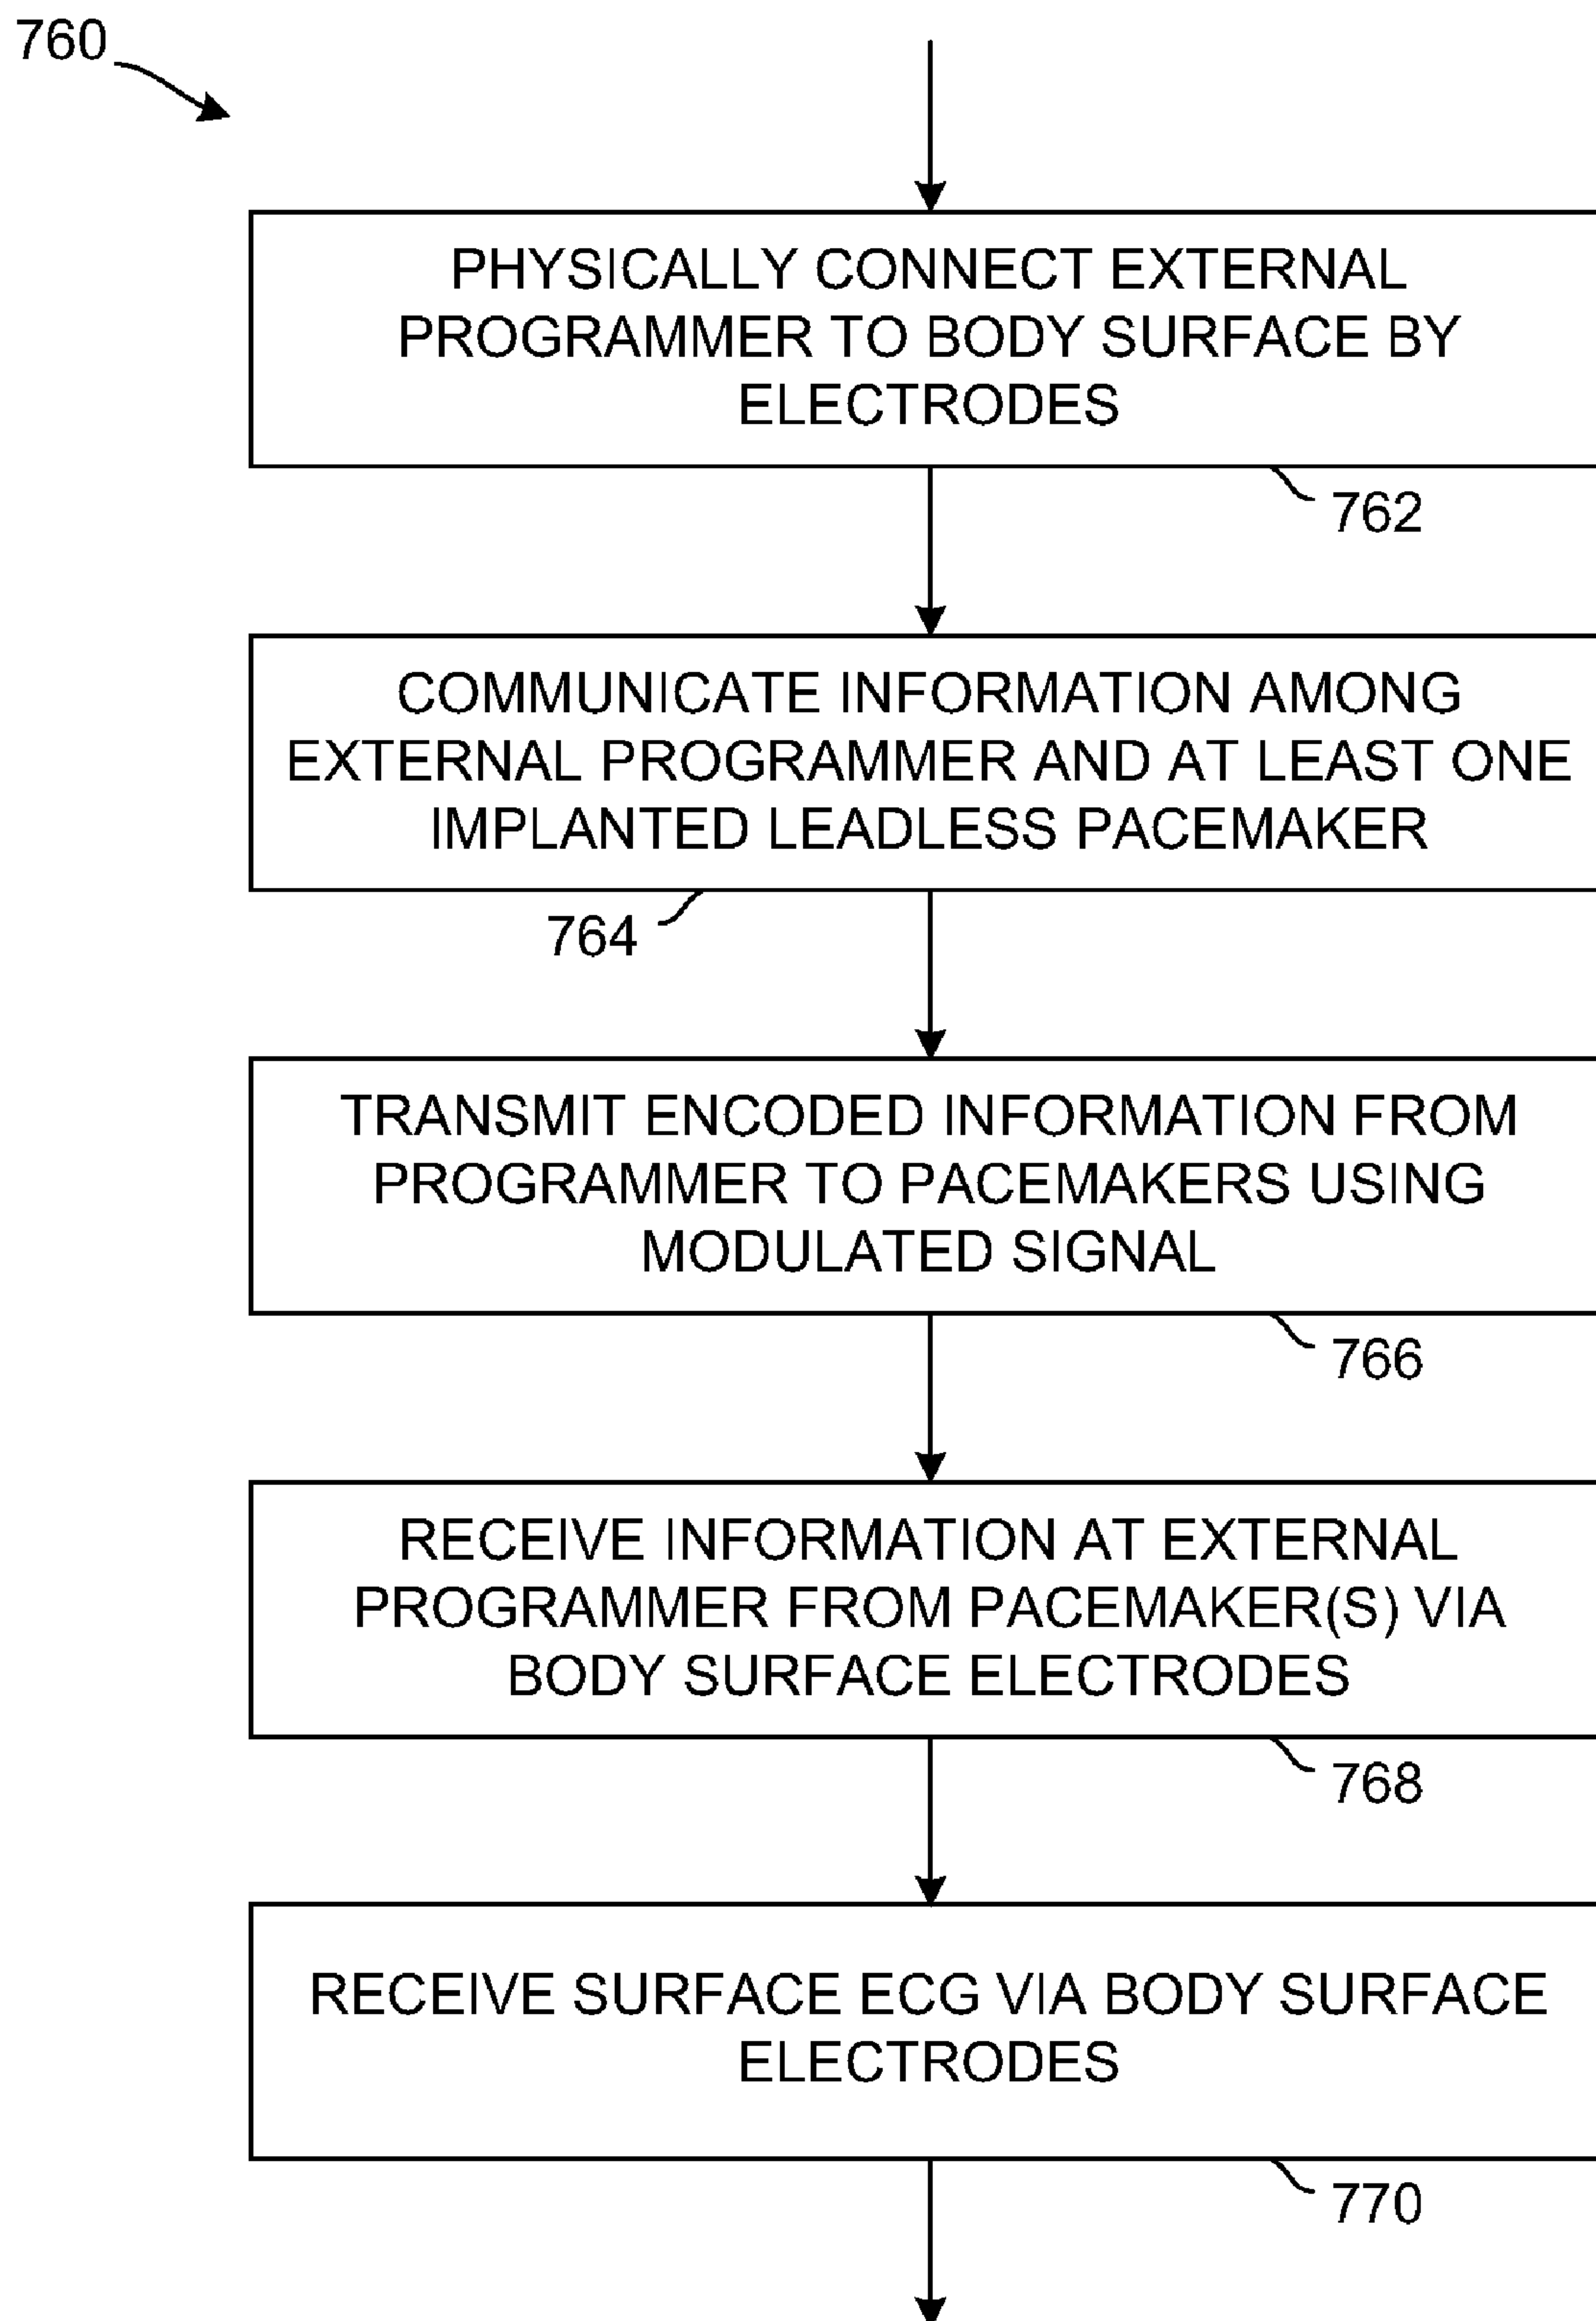 760
PHYSICALLY CONNECT EXTERNAL
PROGRAMMER TO BODY SURFACE BY
ELECTRODES
762
COMMUNICATE INFORMATION AMONG
EXTERNAL PROGRAMMER AND AT LEAST ONE
IMPLANTED LEADLESS PACEMAKER
764
TRANSMIT ENCODED INFORMATION FROM
PROGRAMMER TO PACEMAKERS USING
MODULATED SIGNAL
766
RECEIVE INFORMATION AT EXTERNAL
PROGRAMMER FROM PACEMAKER(S) VIA
BODY SURFACE ELECTRODES
768
RECEIVE SURFACE ECG VIA BODY SURFACE
ELECTRODES
770